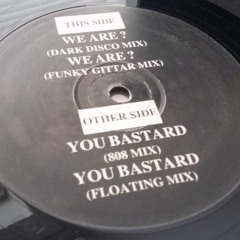 THIS SIDE
WE ARE ?
(DARK DISCO MIX)
WE ARE ?
(FUNKY GITTAR MIX)
OTHER SIDE
YOU BASTARD
(808 MIX)
YOU BASTARD
(FLOATING MIX)